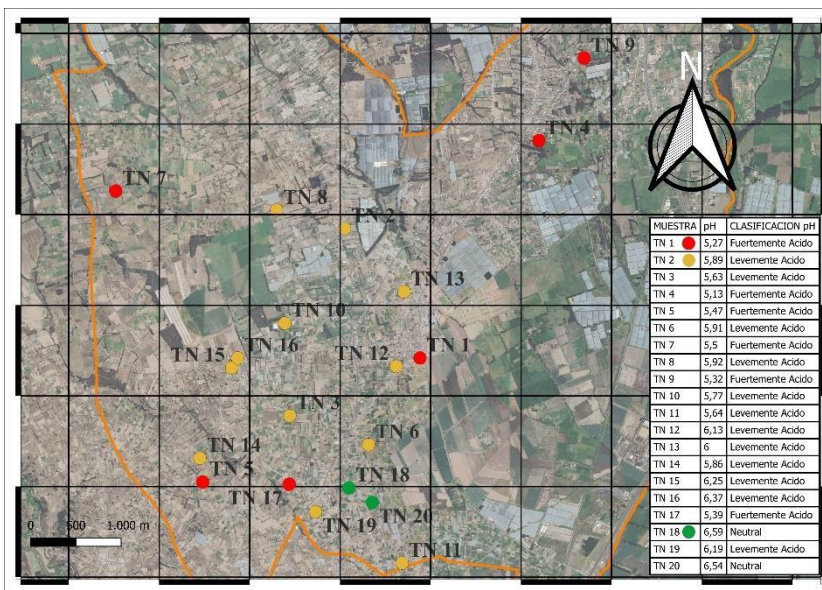 N
TN 9
TN 4
TN 7
TN 8
TN 2
TN 13
TN 10
TN 16
TN 15
TN 1
TN 12
TN 3
TN 6
TN 14
TN 5
TN 18
TN 17
TN 20
TN 19
TN 11
0 500 1.000 m
MUESTRA pH CLASIFICACION pH
TN 1 5,27 Fuertemente Acido
TN 2 5,89 Levemente Acido
TN 3 5,63 Levemente Acido
TN 4 5,13 Fuertemente Acido
TN 5 5,47 Fuertemente Acido
TN 6 5,91 Levemente Acido
TN 7 5,5 Fuertemente Acido
TN 8 5,92 Levemente Acido
TN 9 5,32 Fuertemente Acido
TN 10 5,77 Levemente Acido
TN 11 5,64 Levemente Acido
TN 12 6,13 Levemente Acido
TN 13 6 Levemente Acido
TN 14 5,86 Levemente Acido
TN 15 6,25 Levemente Acido
TN 16 6,37 Levemente Acido
TN 17 5,39 Fuertemente Acido
TN 18 6,59 Neutral
TN 19 6,19 Levemente Acido
TN 20 6,54 Neutral